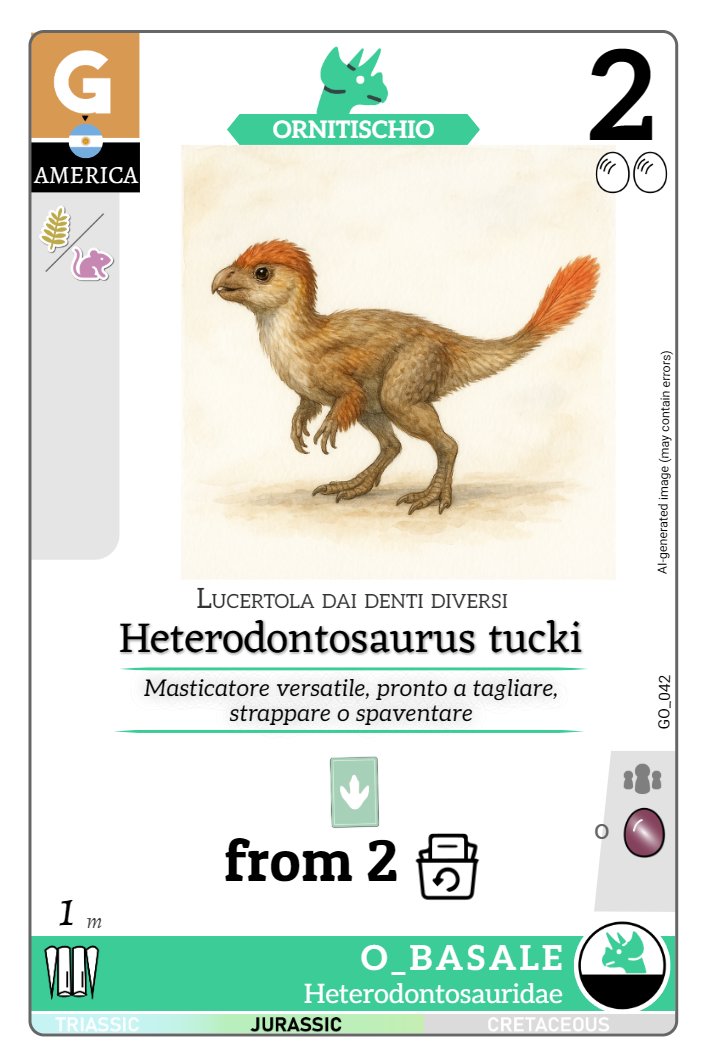 G
AMERICA
ORNITISCHIO
2
AI-generated image (may contain errors)
LUCERTOLA DAI DENTI DIVERSI
Heterodontosaurus tucki
Masticatore versatile, pronto a tagliare,
strappare o spaventare
GO_042
from 2
O
1 m
O_BASALE
Heterodontosauridae
TRIASSIC JURASSIC CRETACEOUS